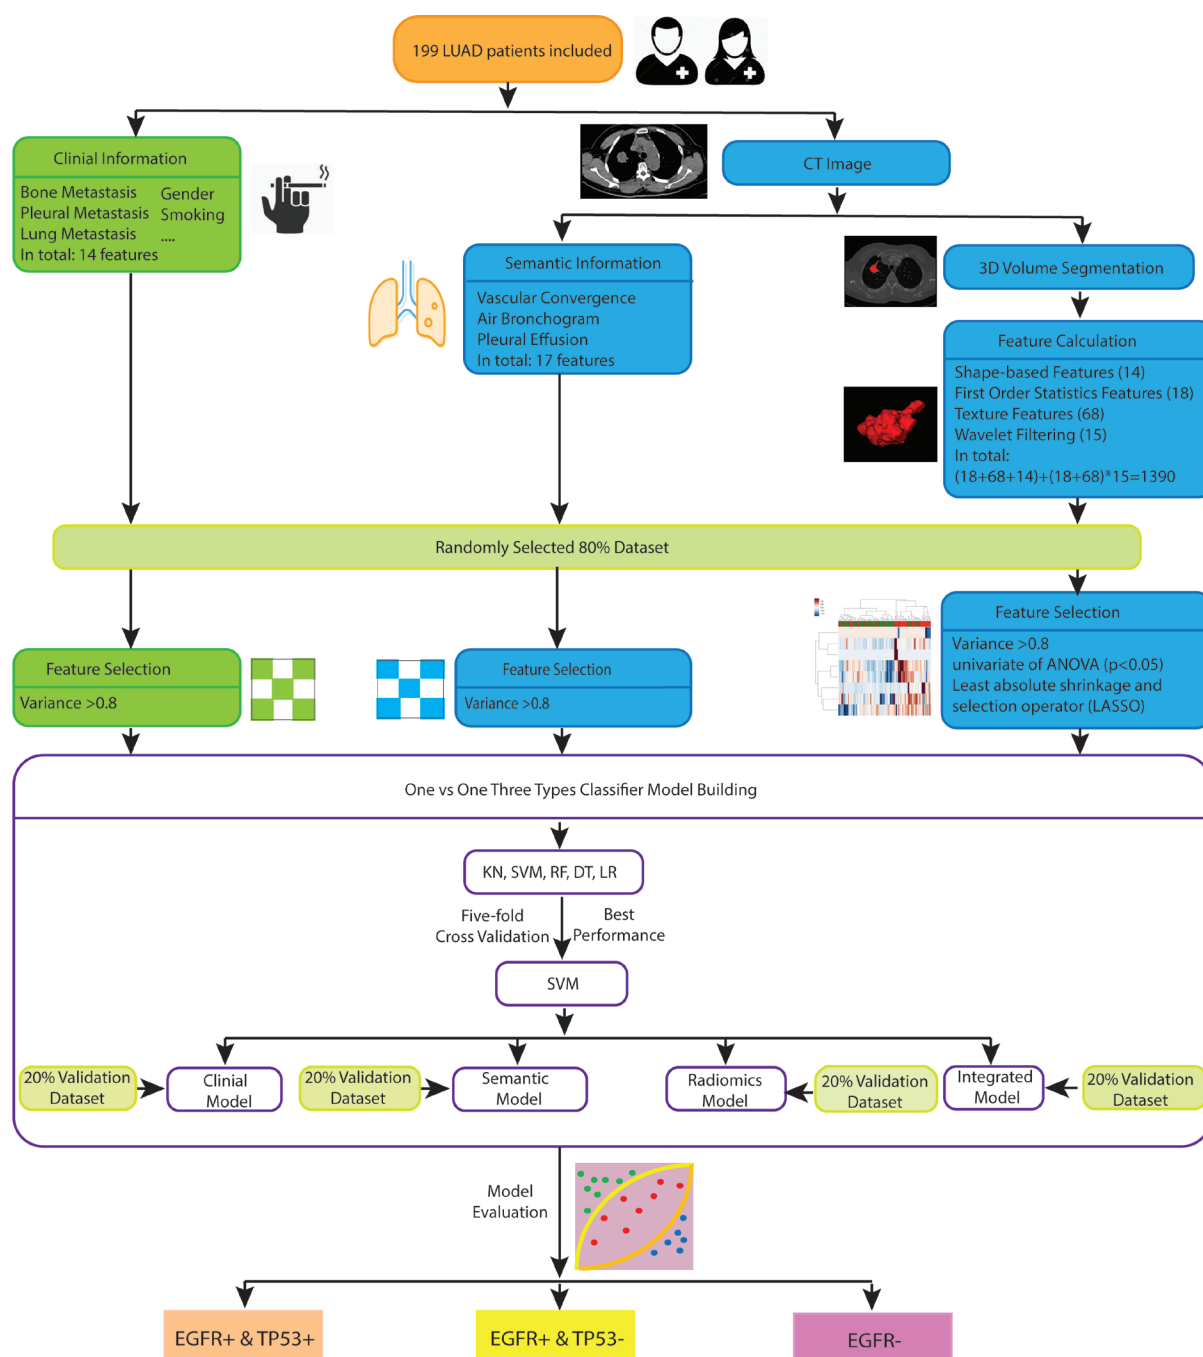 199 LUAD patients included
Clinial Information
Bone Metastasis Gender
Pleural Metastasis Smoking
Lung Metastasis ....
In total: 14 features
CT Image
Semantic Information
Vascular Convergence
Air Bronchogram
Pleural Effusion
In total: 17 features
3D Volume Segmentation
Feature Calculation
Shape-based Features (14)
First Order Statistics Features (18)
Texture Features (68)
Wavelet Filtering (15)
In total:
(18+68+14)+(18+68)*15=1390
Randomly Selected 80% Dataset
Feature Selection
Variance >0.8
Feature Selection
Variance >0.8
Feature Selection
Variance >0.8
univariate of ANOVA (p<0.05)
Least absolute shrinkage and
selection operator (LASSO)
One vs One Three Types Classifier Model Building
KN, SVM, RF, DT, LR
Five-fold
Cross Validation
Best
Performance
SVM
20% Validation
Dataset
Clinial
Model
20% Validation
Dataset
Semantic
Model
Radiomics
Model
20% Validation
Dataset
Integrated
Model
20% Validation
Dataset
Model
Evaluation
EGFR+ & TP53+
EGFR+ & TP53-
EGFR-